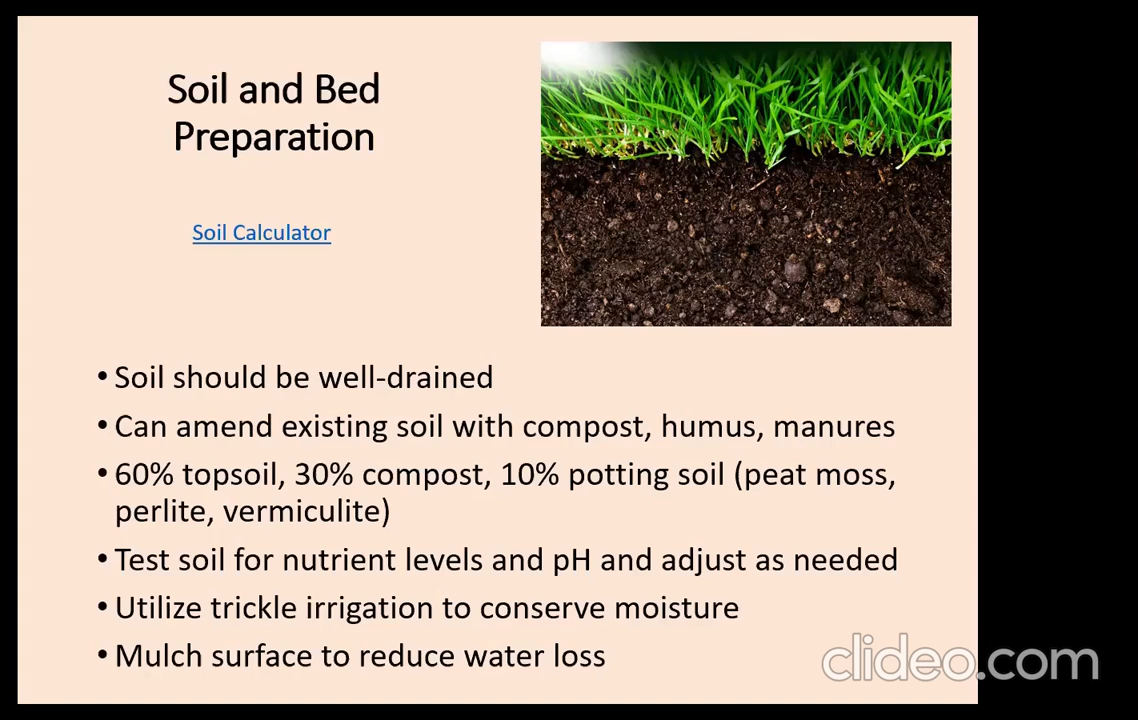 Soil and Bed
Preparation
Soil Calculator
• Soil should be well-drained
• Can amend existing soil with compost, humus, manures
• 60% topsoil, 30% compost, 10% potting soil (peat moss,
perlite, vermiculite)
• Test soil for nutrient levels and pH and adjust as needed
• Utilize trickle irrigation to conserve moisture
• Mulch surface to reduce water loss
clideo.com